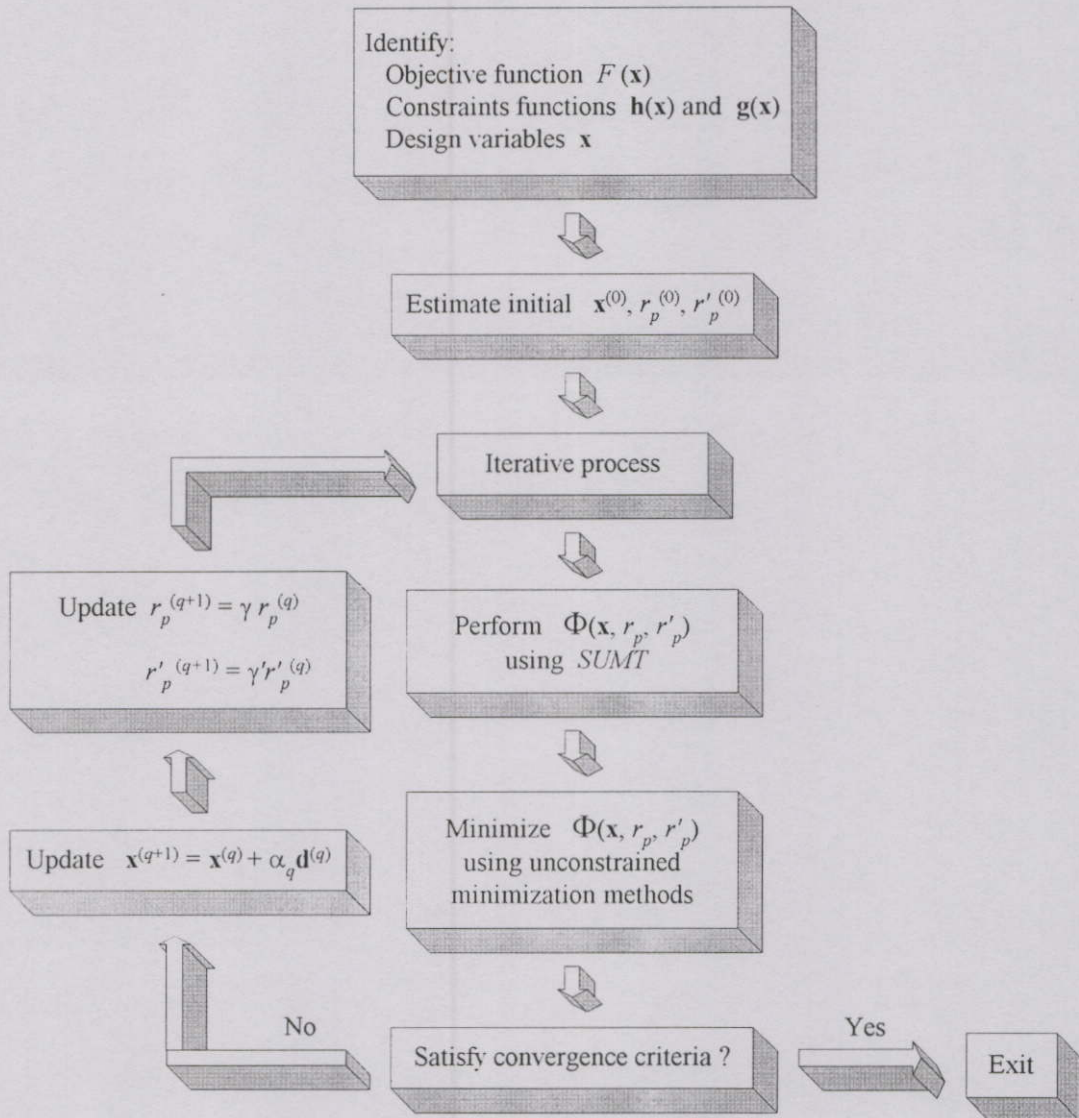 Identify:
Objective function F (x)
Constraints functions h(x) and g(x)
Design variables x
Estimate initial x^(0), r_p^(0), r'_p^(0)
Iterative process
Perform Φ(x, r_p, r'_p)
using SUMT
Minimize Φ(x, r_p, r'_p)
using unconstrained
minimization methods
Satisfy convergence criteria ?
Yes
Exit
No
Update x^(q+1) = x^(q) + α_q d^(q)
Update r_p^(q+1) = γ r_p^(q)
r'_p^(q+1) = γ' r'_p^(q)